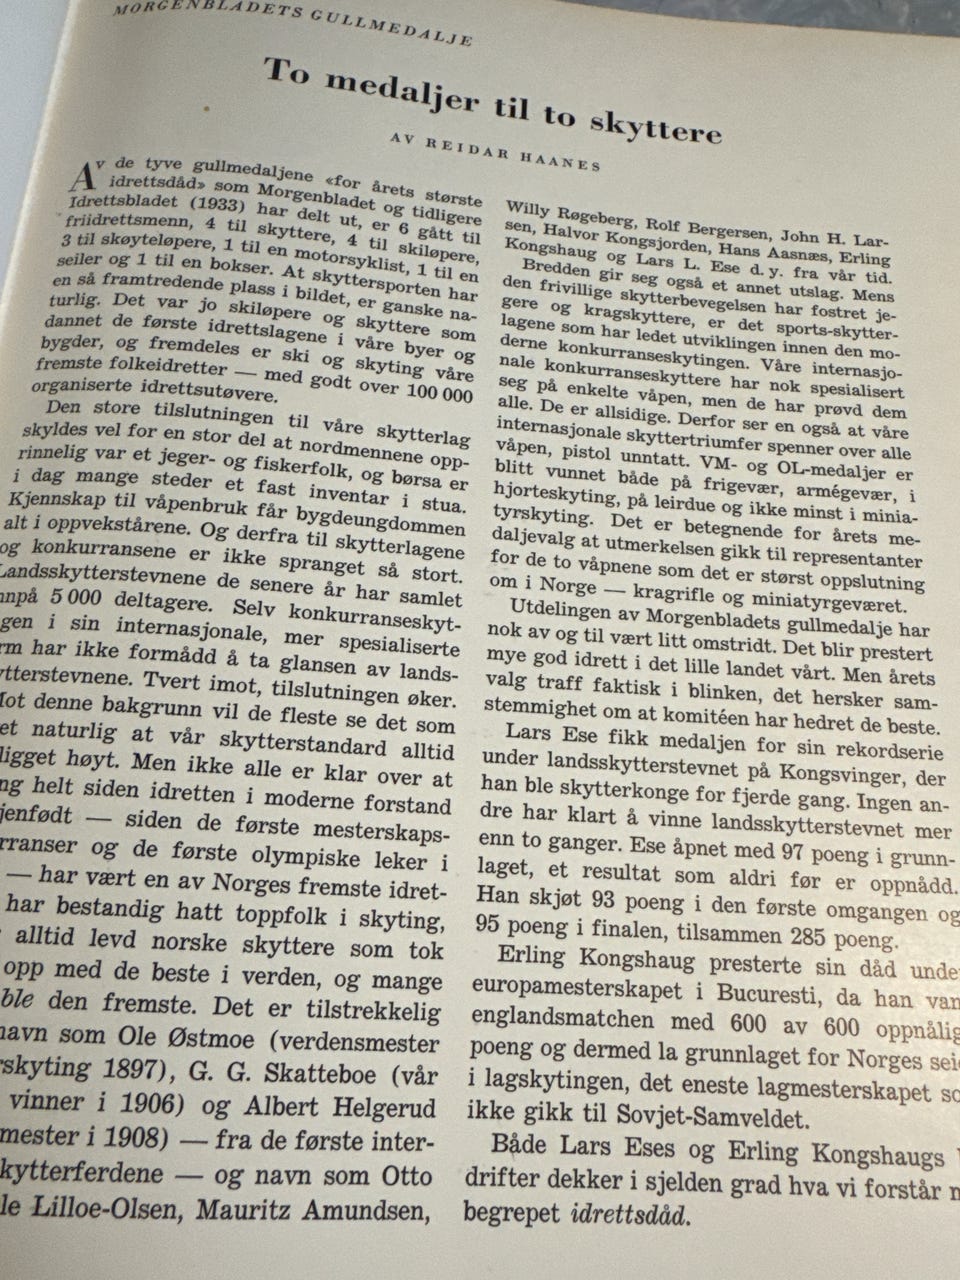 MORGENBLADETS GULLMEDALJE
To medaljer til to skyttere
AV REIDAR HAANES
Av de tyve gullmedaljene «for årets største
idrettsdåd» som Morgenbladet og tidligere
Idrettsbladet (1933) har delt ut, er 6 gått til
friidrettsmenn, 4 til skyttere, 4 til skiløpere,
3 til skøyteløpere, 1 til en motorsyklist, 1 til en
seiler og 1 til en bokser. At skyttersporten har
en så framtredende plass i bildet, er ganske na-
turlig. Det var jo skiløpere og skyttere som
dannet de første idrettslagene i våre byer og
bygder, og fremdeles er ski og skyting våre
fremste folkeidretter — med godt over 100 000
organiserte idrettsutøvere.
Den store tilslutningen til våre skytterlag
skyldes vel for en stor del at nordmennene opp-
rinnelig var et jeger- og fiskerfolk, og børsa er
i dag mange steder et fast inventar i stua.
Kjennskap til våpenbruk får bygdeungdommen
alt i oppvekstårene. Og derfra til skytterlagene
og konkurransene er ikke spranget så stort.
Landsskytterstevnene de senere år har samlet
5 000 deltagere. Selv konkurranseskyt-
gen i sin internasjonale, mer spesialiserte
har ikke formådd å ta glansen av lands-
tterstevnene. Tvert imot, tilslutningen øker.
denne bakgrunn vil de fleste se det som
naturlig at vår skytterstandard alltid
ligget høyt. Men ikke alle er klar over at
helt siden idretten i moderne forstand
jenfødt — siden de første mesterskaps-
rranser og de første olympiske leker i
— har vært en av Norges fremste idret-
har bestandig hatt toppfolk i skyting,
alltid levd norske skyttere som tok
opp med de beste i verden, og mange
ble den fremste. Det er tilstrekkelig
navn som Ole Østmoe (verdensmester
skyting 1897), G. G. Skatteboe (vår
vinner i 1906) og Albert Helgerud
mester i 1908) — fra de første inter-
kytterferdene — og navn som Otto
le Lilloe-Olsen, Mauritz Amundsen,
Willy Røgeberg, Rolf Bergersen, John H. Lar-
sen, Halvor Kongsjorden, Hans Aasnæs, Erling
Kongshaug og Lars L. Ese d. y. fra vår tid.
Bredden gir seg også et annet utslag. Mens
den frivillige skytterbevegelsen har fostret je-
gere og kragskyttere, er det sports-skytter-
lagene som har ledet utviklingen innen den mo-
derne konkurranseskytingen. Våre internasjo-
nale konkurranseskyttere har nok spesialisert
seg på enkelte våpen, men de har prøvd dem
alle. De er allsidige. Derfor ser en også at våre
internasjonale skyttertriumfer spenner over alle
våpen, pistol unntatt. VM- og OL-medaljer er
blitt vunnet både på frigevær, armégevær, i
hjorteskyting, på leirdue og ikke minst i minia-
tyrskyting. Det er betegnende for årets me-
daljevalg at utmerkelsen gikk til representanter
for de to våpnene som det er størst oppslutning
om i Norge — kragrifle og miniatyrgeværet.
Utdelingen av Morgenbladets gullmedalje har
nok av og til vært litt omstridt. Det blir prestert
mye god idrett i det lille landet vårt. Men årets
valg traff faktisk i blinken, det hersker sam-
stemmighet om at komitéen har hedret de beste.
Lars Ese fikk medaljen for sin rekordserie
under landsskytterstevnet på Kongsvinger, der
han ble skytterkonge for fjerde gang. Ingen an-
dre har klart å vinne landsskytterstevnet mer
enn to ganger. Ese åpnet med 97 poeng i grunn-
laget, et resultat som aldri før er oppnådd.
Han skjøt 93 poeng i den første omgangen og
95 poeng i finalen, tilsammen 285 poeng.
Erling Kongshaug presterte sin dåd unde
europamesterskapet i Bucuresti, da han van
englandsmatchen med 600 av 600 oppnålig
poeng og dermed la grunnlaget for Norges sei
i lagskytingen, det eneste lagmesterskapet so
ikke gikk til Sovjet-Samveldet.
Både Lars Eses og Erling Kongshaugs
drifter dekker i sjelden grad hva vi forstår
begrepet idrettsdåd.